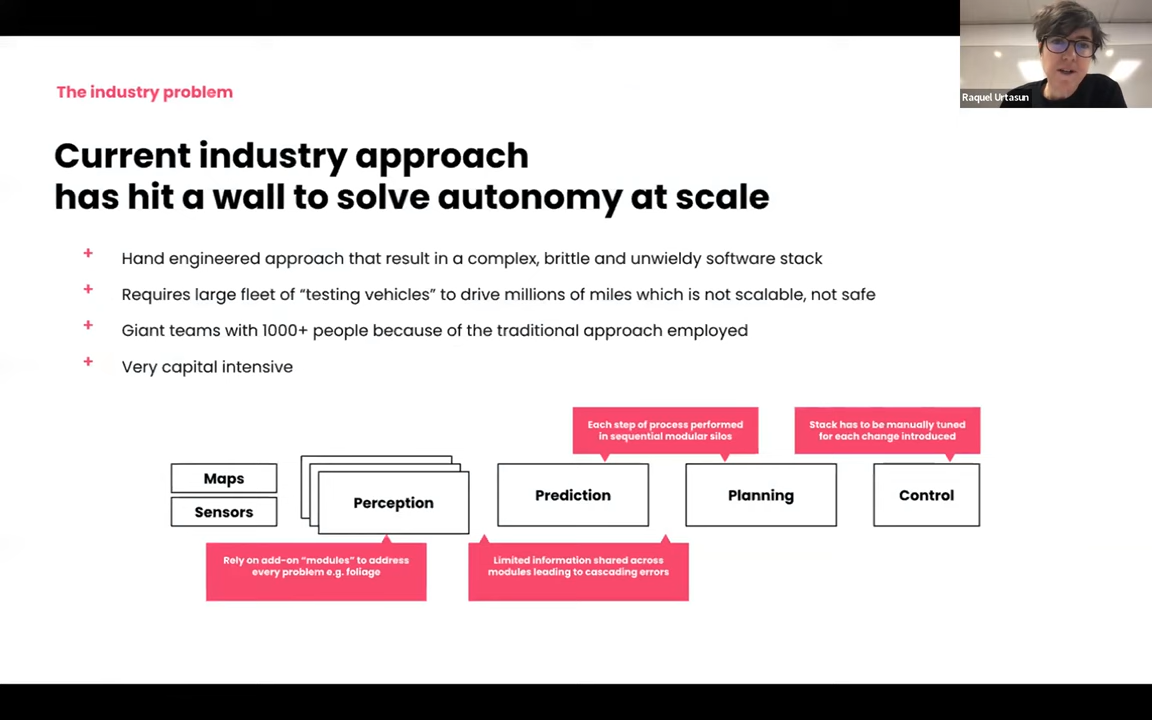 The industry problem
Raquel Urtasun
Current industry approach
has hit a wall to solve autonomy at scale
+ Hand engineered approach that result in a complex, brittle and unwieldy software stack
+ Requires large fleet of “testing vehicles” to drive millions of miles which is not scalable, not safe
+ Giant teams with 1000+ people because of the traditional approach employed
+ Very capital intensive
Each step of process performed
in sequential modular silos
Stack has to be manually tuned
for each change introduced
Maps
Sensors
Perception
Prediction
Planning
Control
Rely on add-on “modules” to address
every problem e.g. foliage
Limited information shared across
modules leading to cascading errors